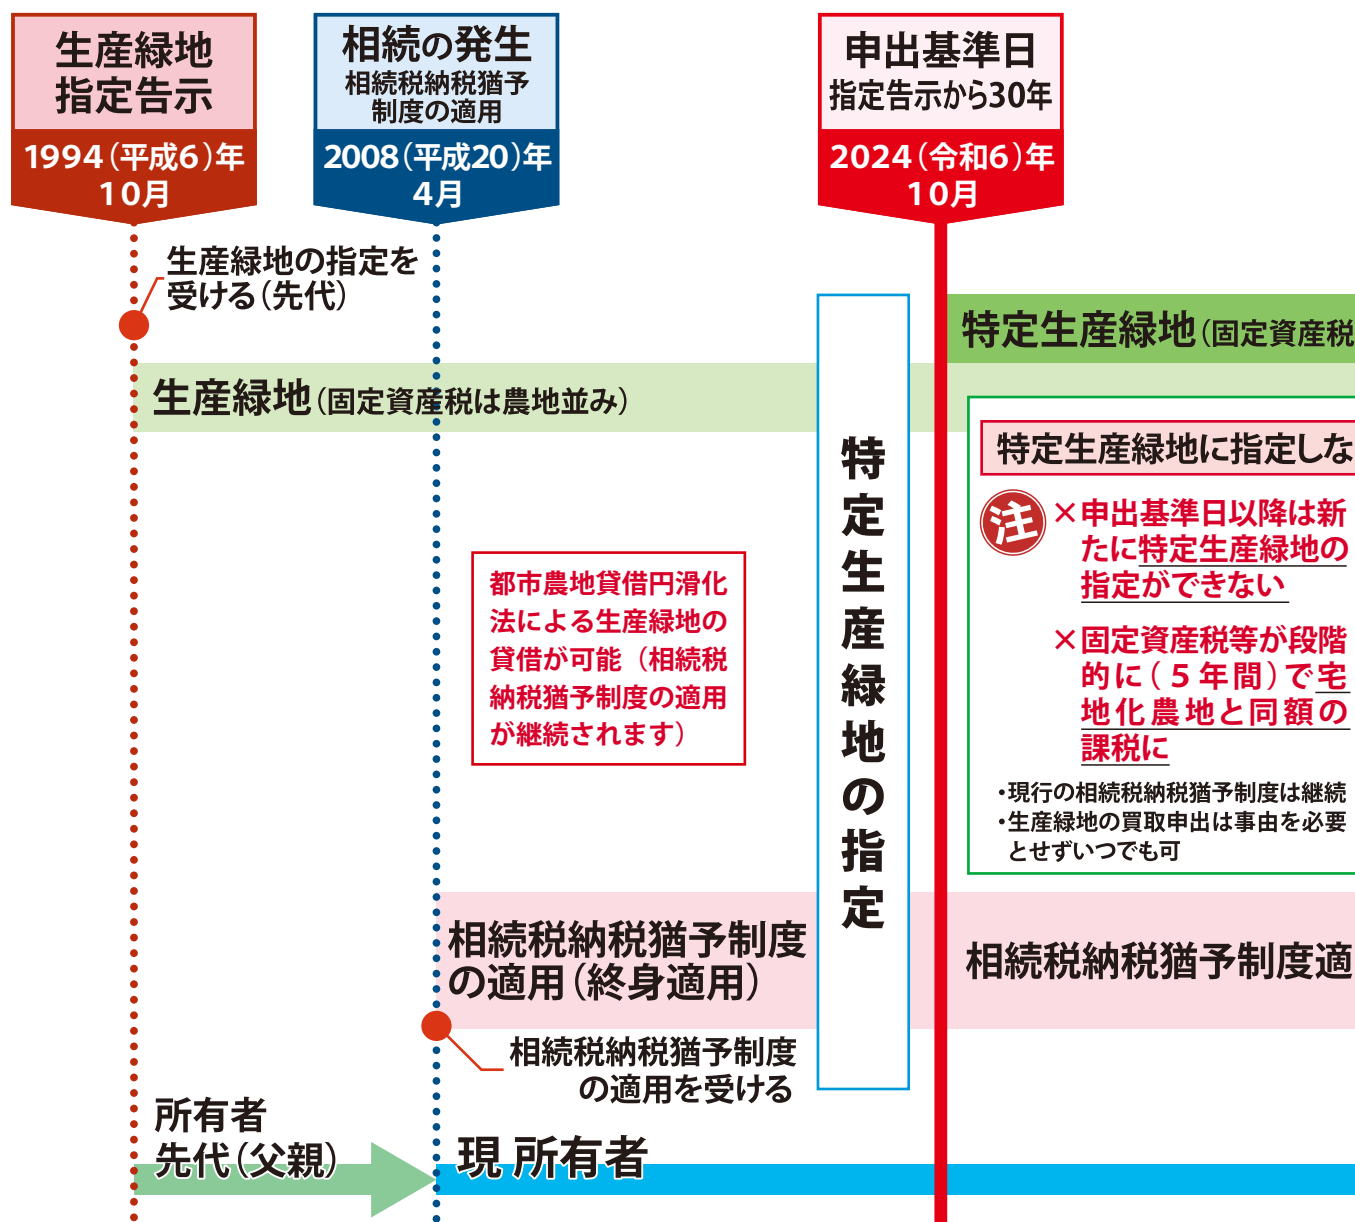 生産緑地
指定告示
1994(平成6)年
10月
相続の発生
相続税納税猶予
制度の適用
2008(平成20)年
4月
申出基準日
指定告示から30年
2024(令和6)年
10月
生産緑地の指定を
受ける(先代)
特定生産緑地(固定資産税
生産緑地(固定資産税は農地並み)
特定生産緑地の指定
特定生産緑地に指定しな
注
×申出基準日以降は新
たに特定生産緑地の
指定ができない
×固定資産税等が段階
的に(5年間)で宅
地化農地と同額の
課税に
・現行の相続税納税猶予制度は継続
・生産緑地の買取申出は事由を必要
とせずいつでも可
都市農地貸借円滑化
法による生産緑地の
貸借が可能(相続税
納税猶予制度の適用
が継続されます)
相続税納税猶予制度
の適用(終身適用)
相続税納税猶予制度適
相続税納税猶予制度
の適用を受ける
所有者
先代(父親)
現 所有者